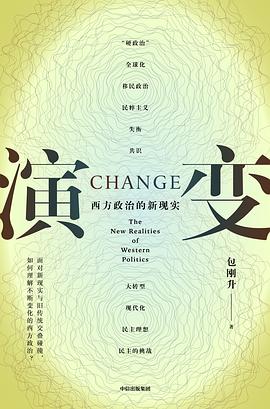 “硬政治”
全球化
移民政治
民粹主义
失衡
共识
演 CHANGE 变
西方政治的新现实
The
New Realities
of
Western
Politics
包刚升
著
大转型
现代化
民主理想
民主的挑战
面对新现实与旧传统交叠碰撞，
如何理解不断变化的西方政治？
中信出版集团